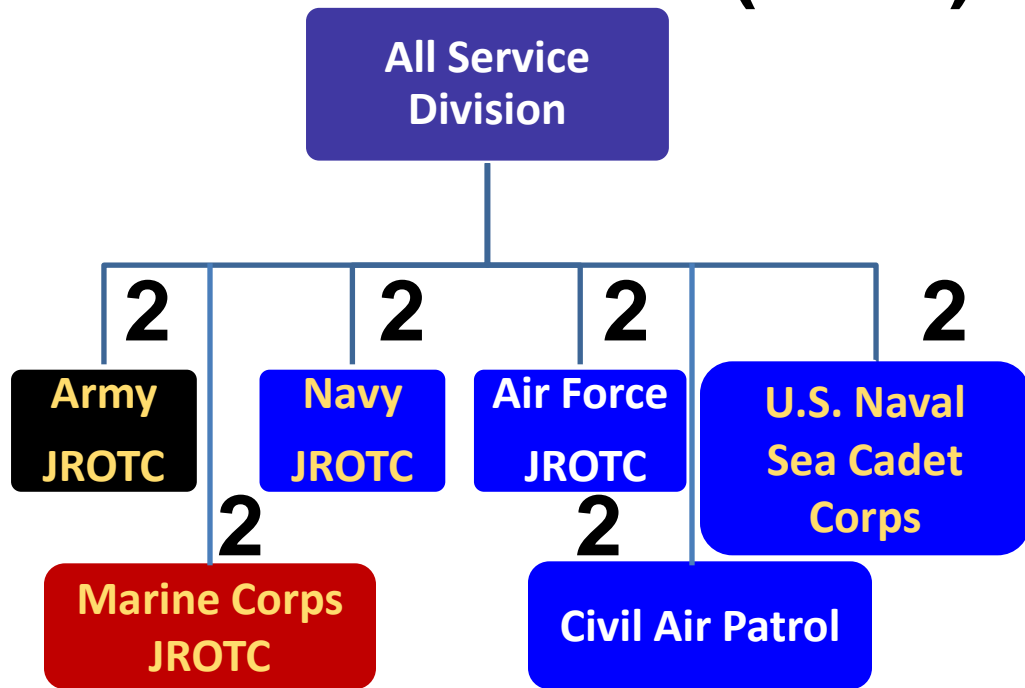 All Service
Division
2
2
2
2
Army
JROTC
Navy
JROTC
Air Force
JROTC
U.S. Naval
Sea Cadet
Corps
2
2
Marine Corps
JROTC
Civil Air Patrol